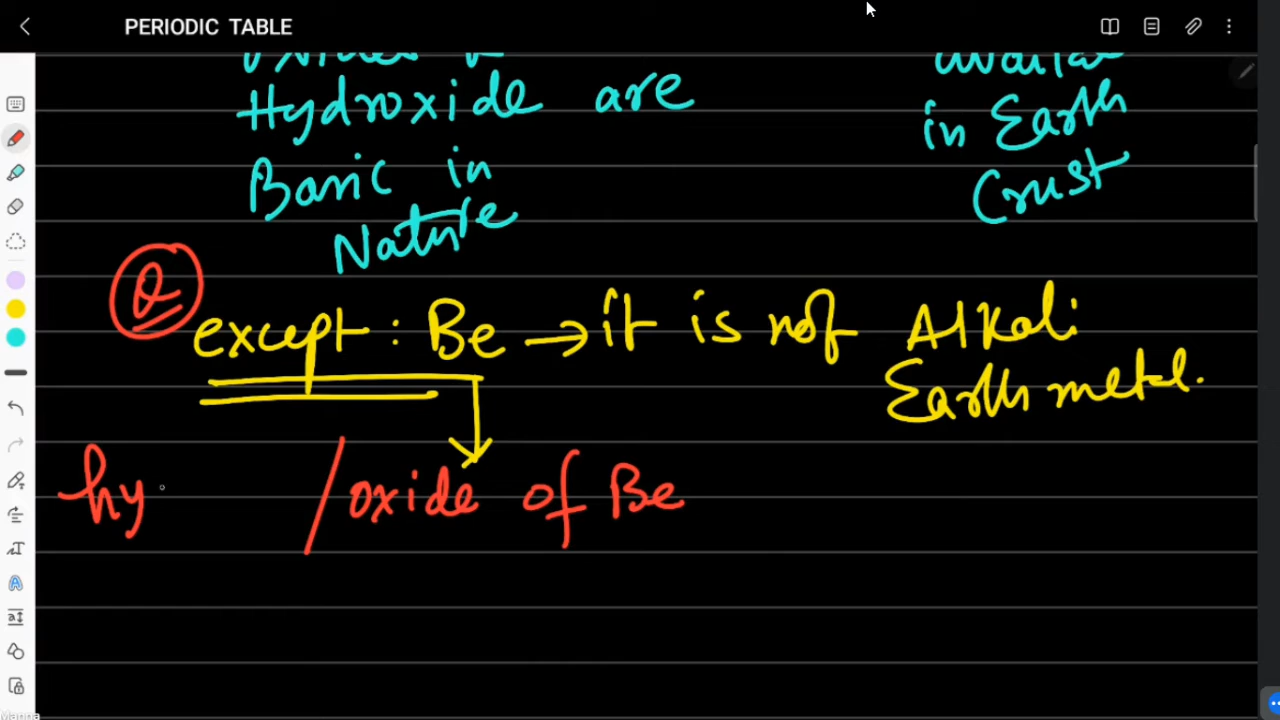 PERIODIC TABLE
Hydroxide are
Basic in
Nature
availab
in Earth
Crust
Q
except : Be → it is not Alkali
Earth metal.
hy / oxide of Be